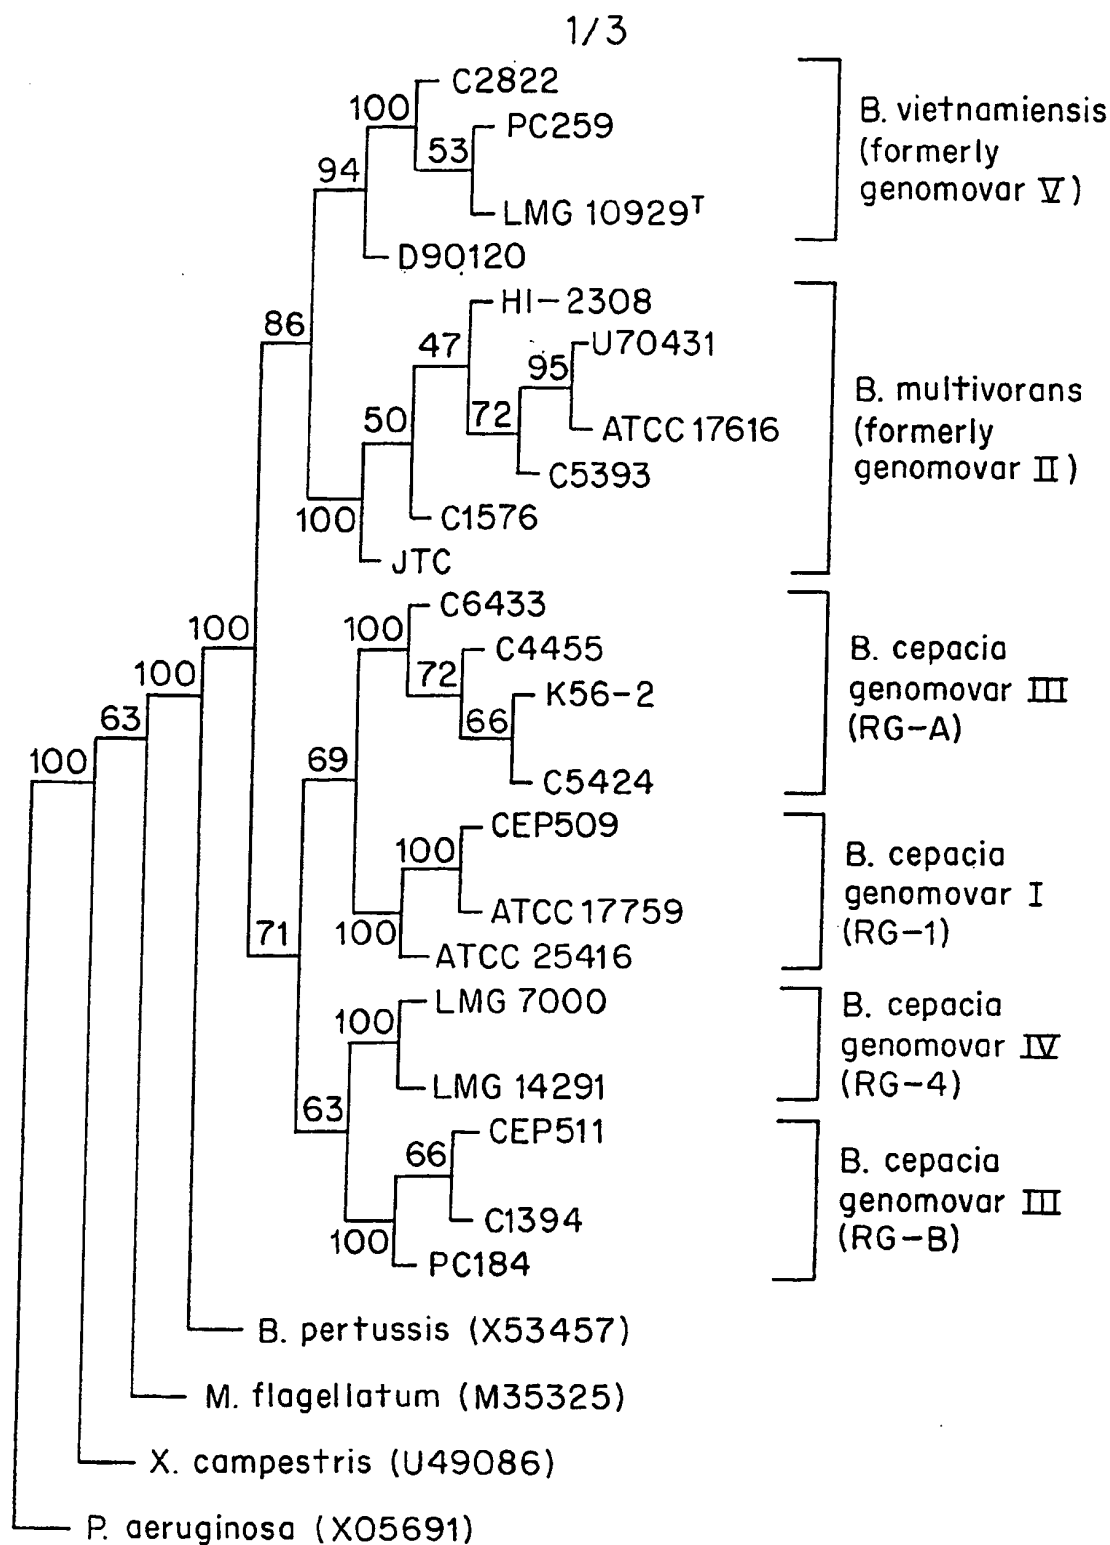 1/3
C2822
100
PC259
53
94
LMG 10929ᵀ
D90120
B. vietnamiensis
(formerly
genomovar V)
HI-2308
86
U70431
47
95
50
72
ATCC 17616
C5393
100
C1576
JTC
B. multivorans
(formerly
genomovar II)
C6433
100
100
C4455
72
100
K56-2
66
63
C5424
100
69
B. cepacia
genomovar III
(RG-A)
CEP509
100
ATCC 17759
100
71
ATCC 25416
B. cepacia
genomovar I
(RG-1)
LMG 7000
100
LMG 14291
63
B. cepacia
genomovar IV
(RG-4)
CEP511
66
C1394
100
PC184
B. cepacia
genomovar III
(RG-B)
B. pertussis (X53457)
M. flagellatum (M35325)
X. campestris (U49086)
P. aeruginosa (X05691)